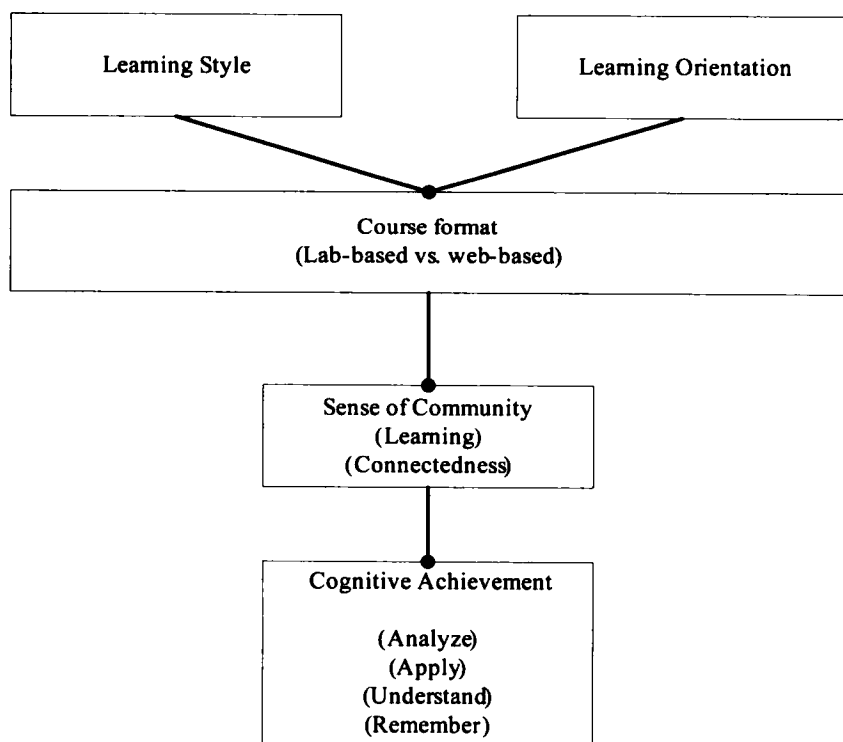 Learning Style
Learning Orientation
Course format
(Lab-based vs. web-based)
Sense of Community
(Learning)
(Connectedness)
Cognitive Achievement
(Analyze)
(Apply)
(Understand)
(Remember)